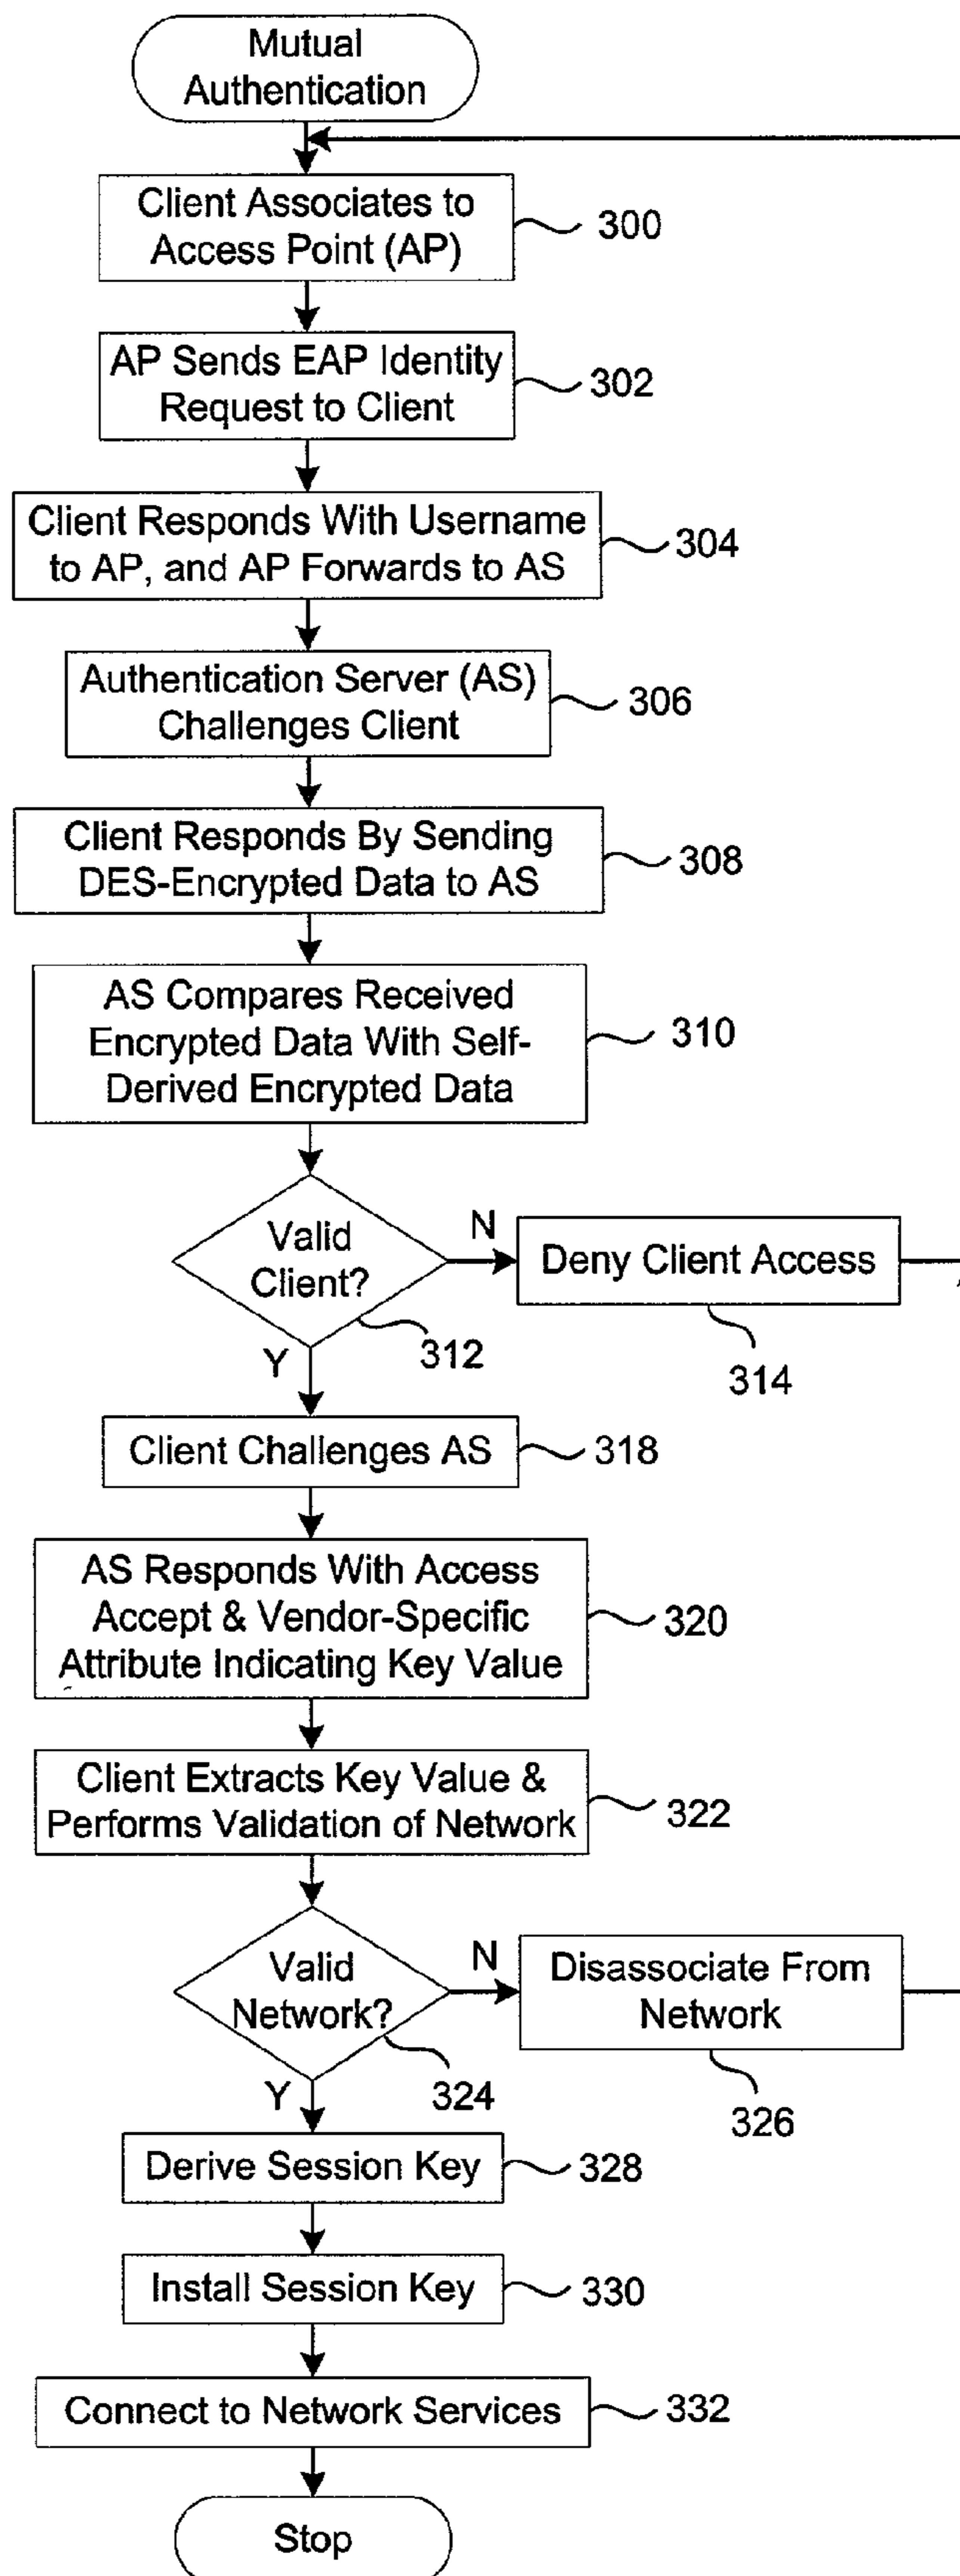 Mutual
Authentication
Client Associates to
Access Point (AP)
300
AP Sends EAP Identity
Request to Client
302
Client Responds With Username
to AP, and AP Forwards to AS
304
Authentication Server (AS)
Challenges Client
306
Client Responds By Sending
DES-Encrypted Data to AS
308
AS Compares Received
Encrypted Data With Self-
Derived Encrypted Data
310
Valid
Client?
312
N
Deny Client Access
314
Y
Client Challenges AS
318
AS Responds With Access
Accept & Vendor-Specific
Attribute Indicating Key Value
320
Client Extracts Key Value &
Performs Validation of Network
322
Valid
Network?
324
N
Disassociate From
Network
326
Y
Derive Session Key
328
Install Session Key
330
Connect to Network Services
332
Stop